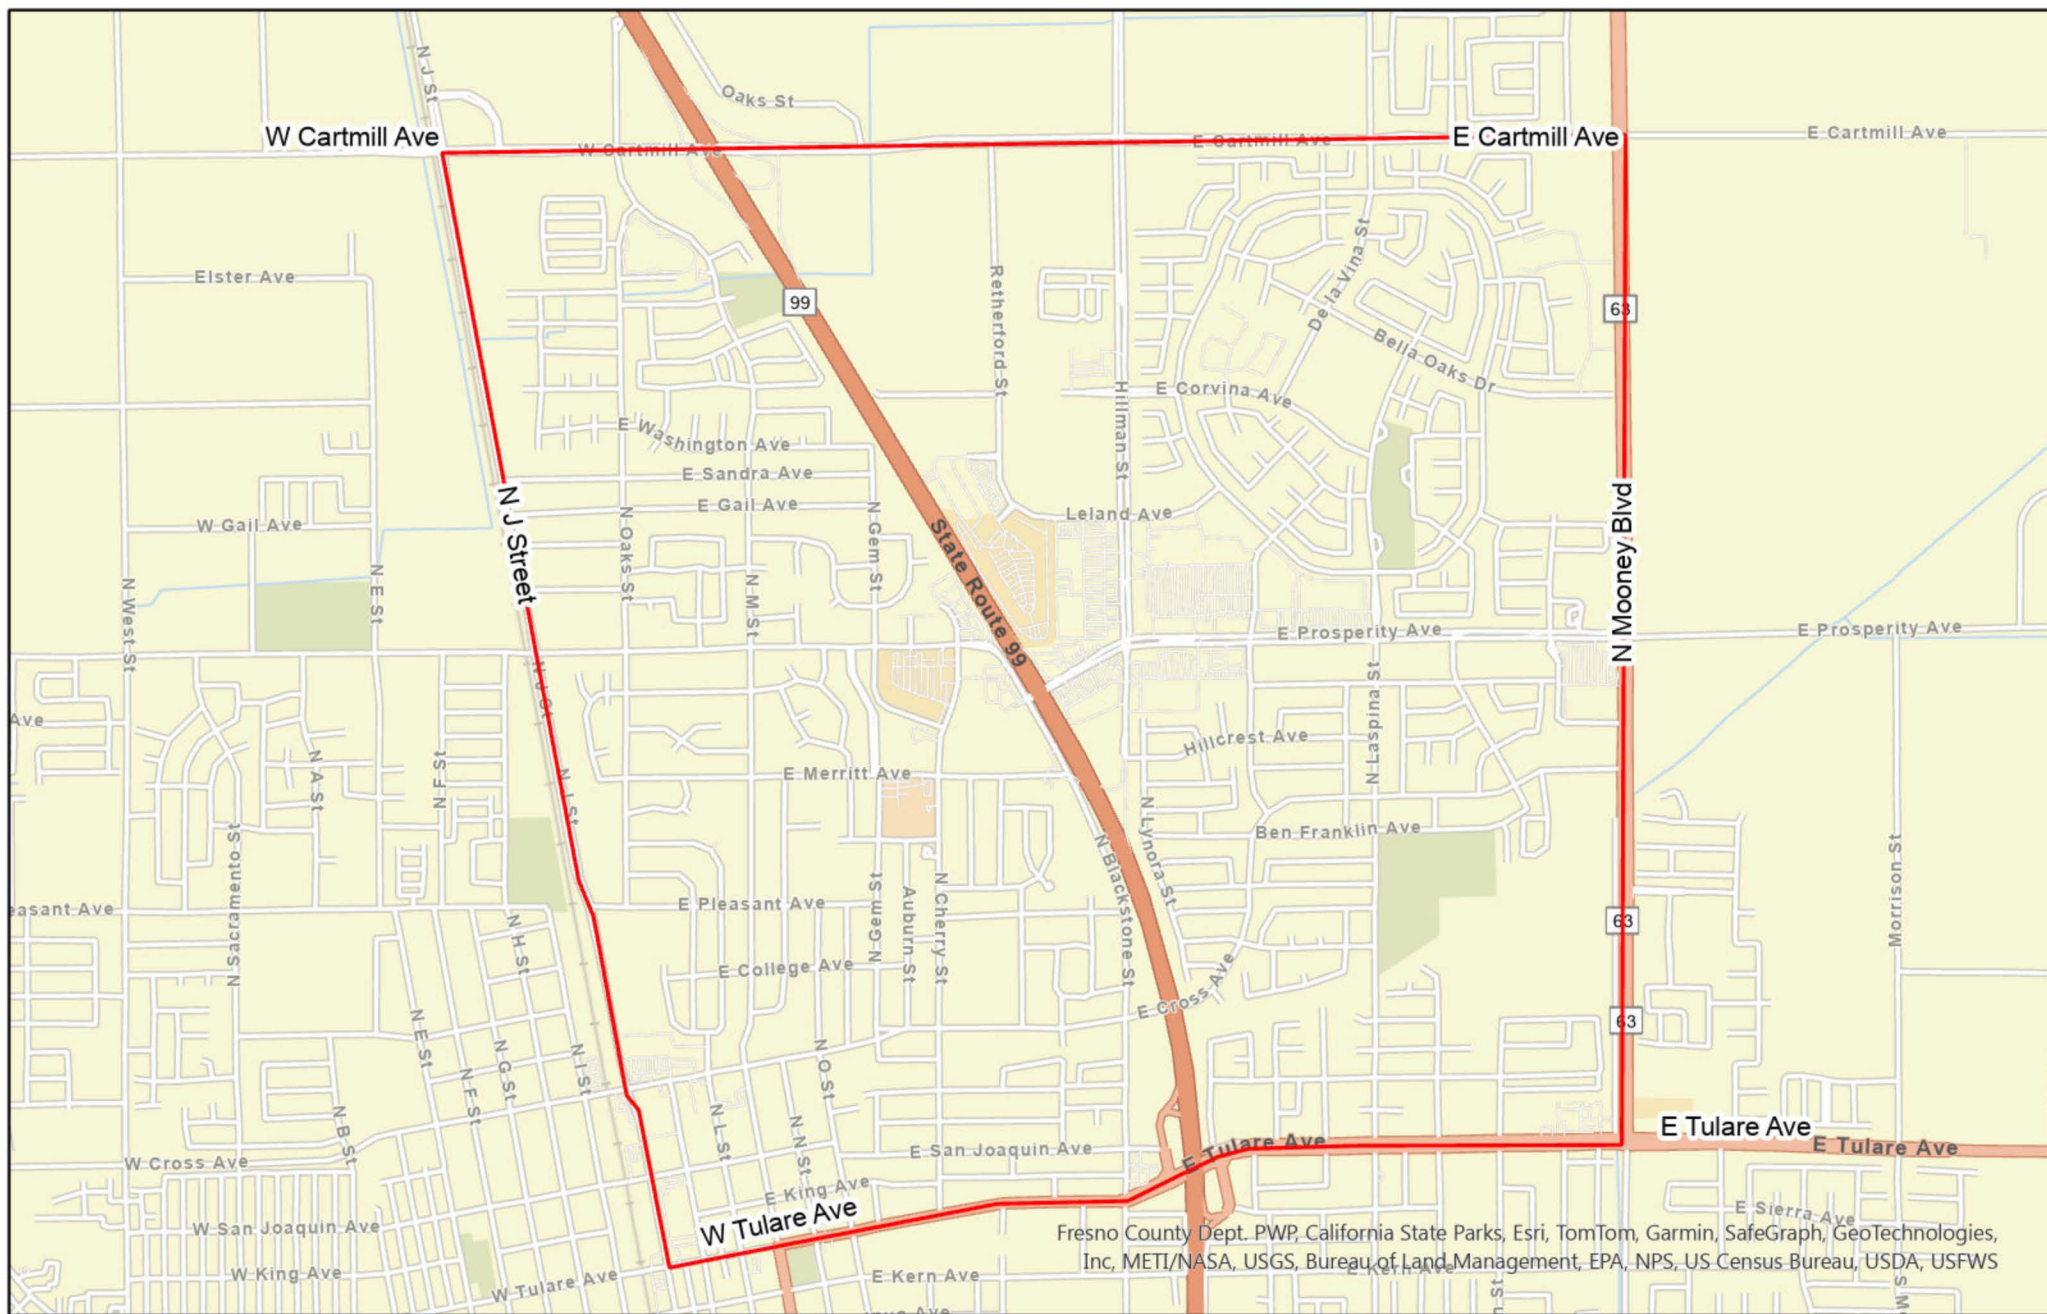 N J St
Oaks St
W Cartmill Ave
W Cartmill Ave
E Cartmill Ave
E Cartmill Ave
E Cartmill Ave
Elster Ave
99
63
De la Vina St
Retherford St
Bella Oaks Dr
E Corvina Ave
Hillman St
E Washington Ave
E Sandra Ave
E Gail Ave
W Gail Ave
Leland Ave
N J Street
N Oaks St
N Gem St
State Route 99
N Mooney Blvd
N West St
N E St
N M St
E Prosperity Ave
E Prosperity Ave
N J St
N Laspina St
Ave
Hillcrest Ave
N A St
N F St
N J St
E Merritt Ave
N Lynora St
Ben Franklin Ave
N Sacramento St
N Blackstone St
Morrison St
easant Ave
E Pleasant Ave
N Gem St
Auburn St
N Cherry St
63
N H St
E College Ave
E Cross Ave
63
N E St
N G St
N I St
N F St
N O St
N B St
N L St
N N St
E San Joaquin Ave
E Tulare Ave
E Tulare Ave
E Tulare Ave
W Cross Ave
E King Ave
W Tulare Ave
W San Joaquin Ave
E Sierra Ave
W King Ave
W Tulare Ave
E Kern Ave
E Kern Ave
Fresno County Dept. PWP, California State Parks, Esri, TomTom, Garmin, SafeGraph, GeoTechnologies,
Inc, METI/NASA, USGS, Bureau of Land Management, EPA, NPS, US Census Bureau, USDA, USFWS